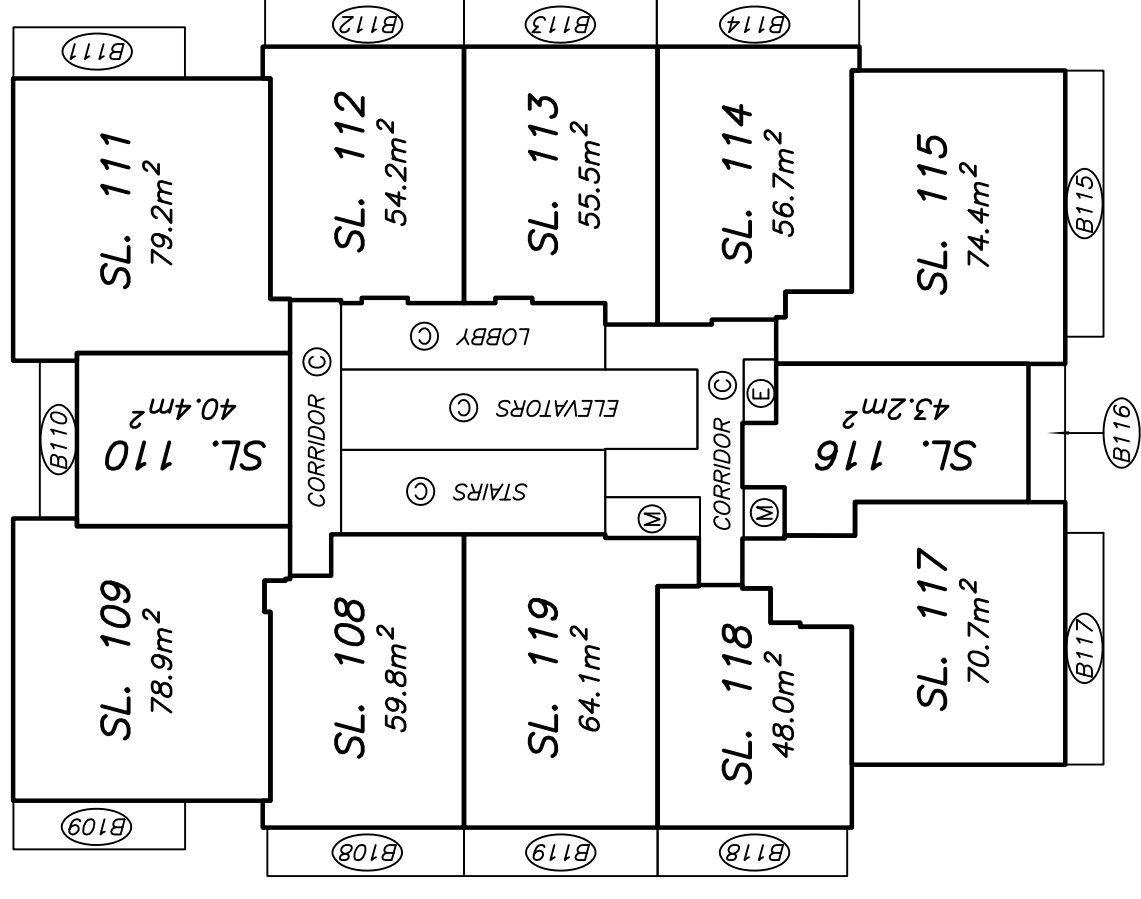 B111
B112
B113
B114
SL. 111
79.2m²
SL. 112
54.2m²
SL. 113
55.5m²
SL. 114
56.7m²
SL. 115
74.4m²
B115
LOBBY Ⓒ
CORRIDOR Ⓒ
ELEVATORS Ⓒ
STAIRS Ⓒ
CORRIDOR Ⓒ
Ⓔ
Ⓜ
Ⓜ
B110
SL. 110
40.4m²
SL. 116
43.2m²
B116
SL. 109
78.9m²
SL. 108
59.8m²
SL. 119
64.1m²
SL. 118
48.0m²
SL. 117
70.7m²
B117
B109
B108
B119
B118